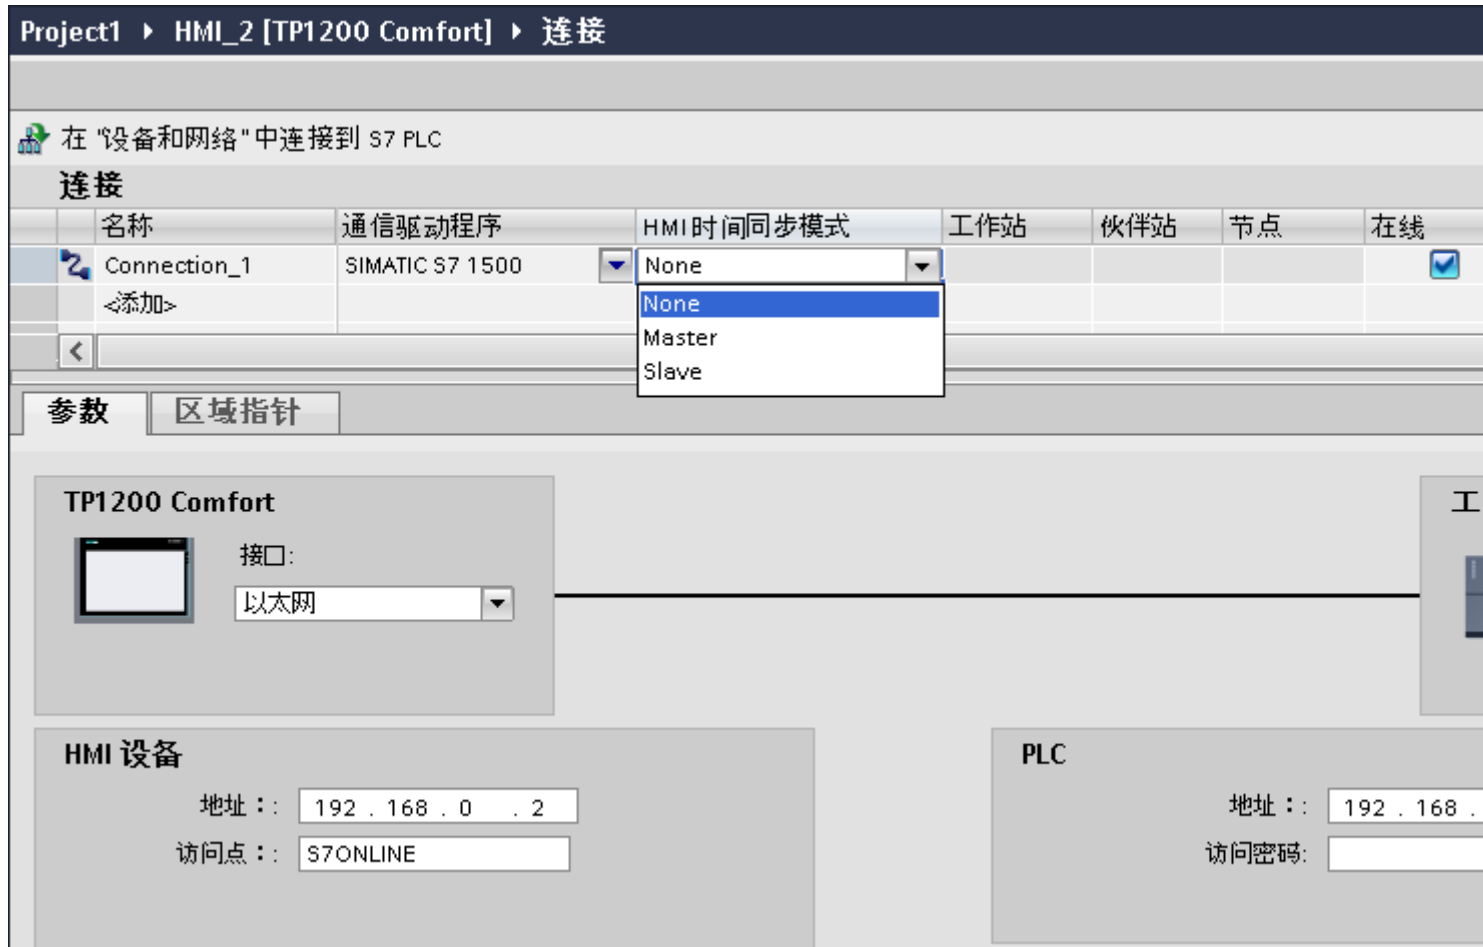 Project1 ▸ HMI_2 [TP1200 Comfort] ▸ 连接
在 "设备和网络" 中连接到 S7 PLC
连接
名称 通信驱动程序 HMI时间同步模式 工作站 伙伴站 节点 在线
Connection_1 SIMATIC S7 1500 None
<添加> None
Master
Slave
参数 区域指针
TP1200 Comfort 工
接口:
以太网
HMI 设备 PLC
地址：: 192 . 168 . 0 . 2 地址：: 192 . 168 .
访问点：: S7ONLINE 访问密码: